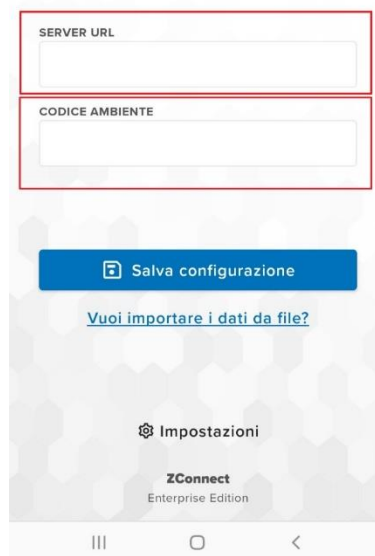 SERVER URL
CODICE AMBIENTE
Salva configurazione
Vuoi importare i dati da file?
Impostazioni
ZConnect
Enterprise Edition